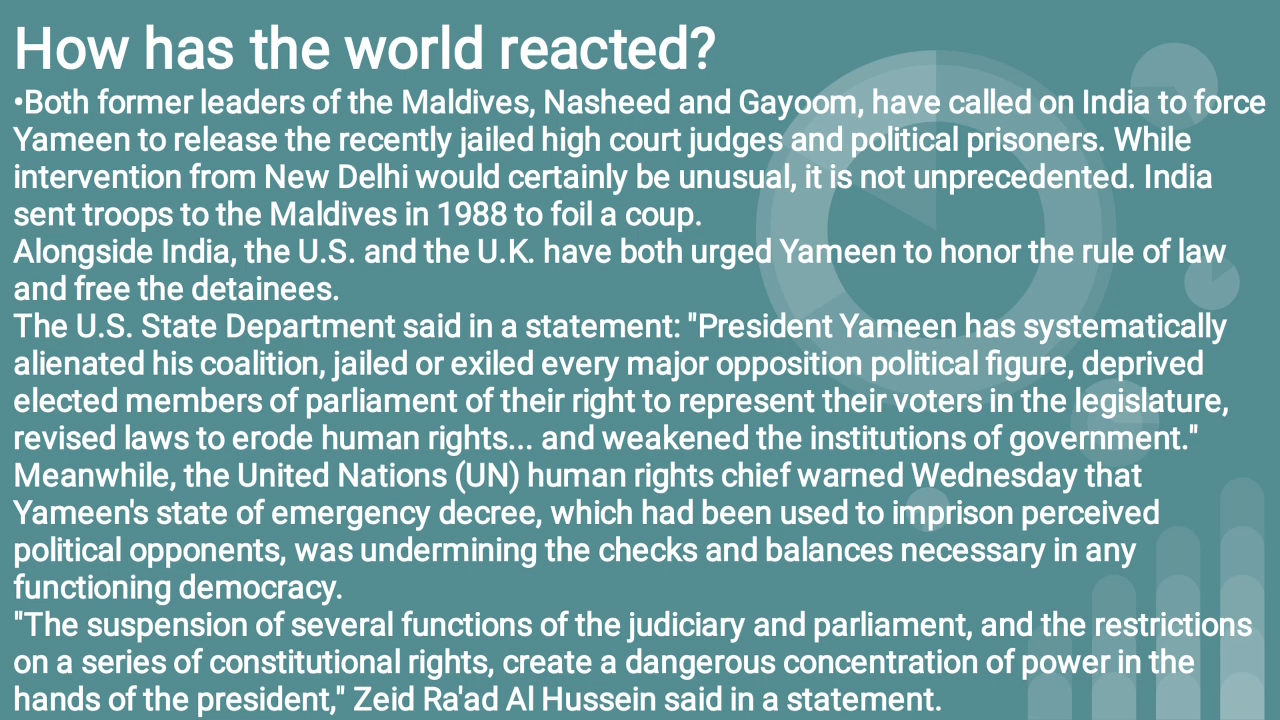 How has the world reacted?
•Both former leaders of the Maldives, Nasheed and Gayoom, have called on India to force
Yameen to release the recently jailed high court judges and political prisoners. While
intervention from New Delhi would certainly be unusual, it is not unprecedented. India
sent troops to the Maldives in 1988 to foil a coup.
Alongside India, the U.S. and the U.K. have both urged Yameen to honor the rule of law
and free the detainees.
The U.S. State Department said in a statement: "President Yameen has systematically
alienated his coalition, jailed or exiled every major opposition political figure, deprived
elected members of parliament of their right to represent their voters in the legislature,
revised laws to erode human rights... and weakened the institutions of government."
Meanwhile, the United Nations (UN) human rights chief warned Wednesday that
Yameen's state of emergency decree, which had been used to imprison perceived
political opponents, was undermining the checks and balances necessary in any
functioning democracy.
"The suspension of several functions of the judiciary and parliament, and the restrictions
on a series of constitutional rights, create a dangerous concentration of power in the
hands of the president," Zeid Ra'ad Al Hussein said in a statement.